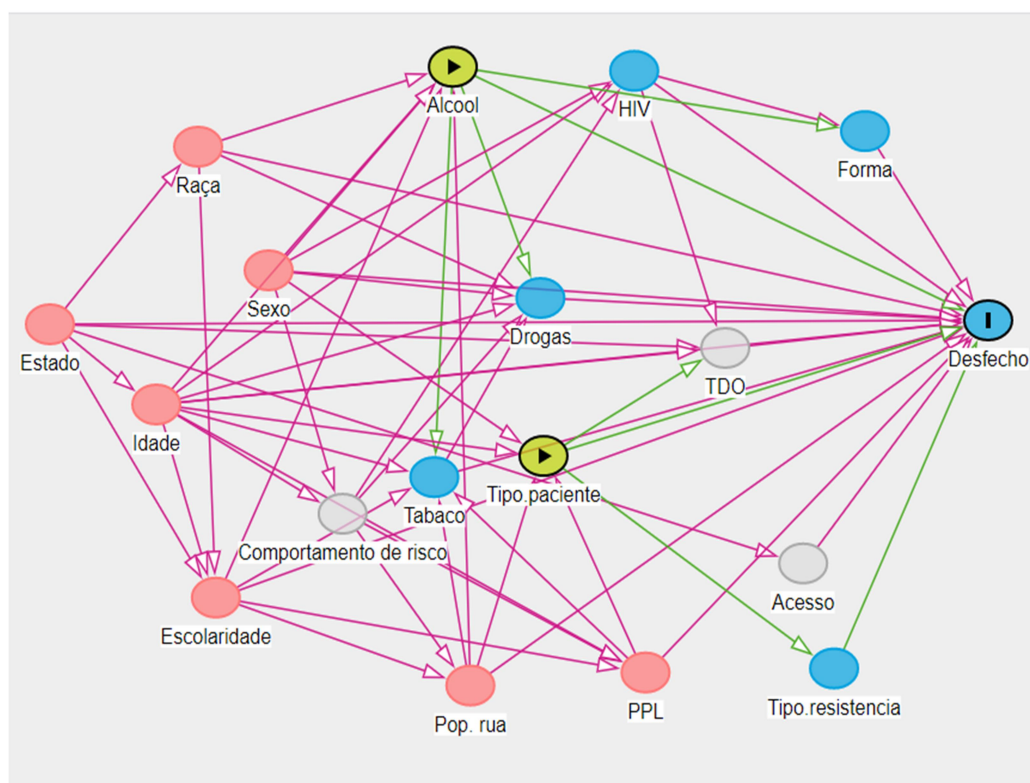 Alcool
HIV
Forma
Raça
Sexo
Drogas
Estado
TDO
Desfecho
Idade
Tipo.paciente
Tabaco
Comportamento de risco
Acesso
Escolaridade
Pop. rua
PPL
Tipo.resistencia